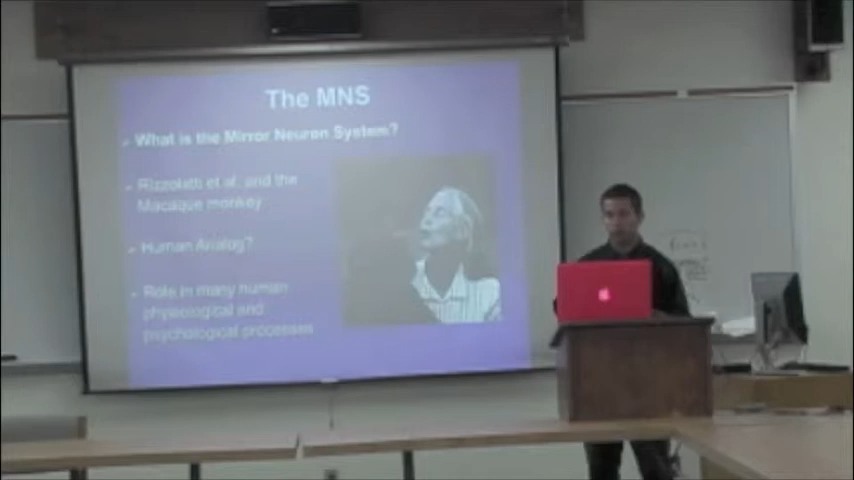 The MNS
What is the Mirror Neuron System?
Rizzolatti et al. and the
Macaque monkey
Human Analog?
Role in many human
physiological and
psychological processes